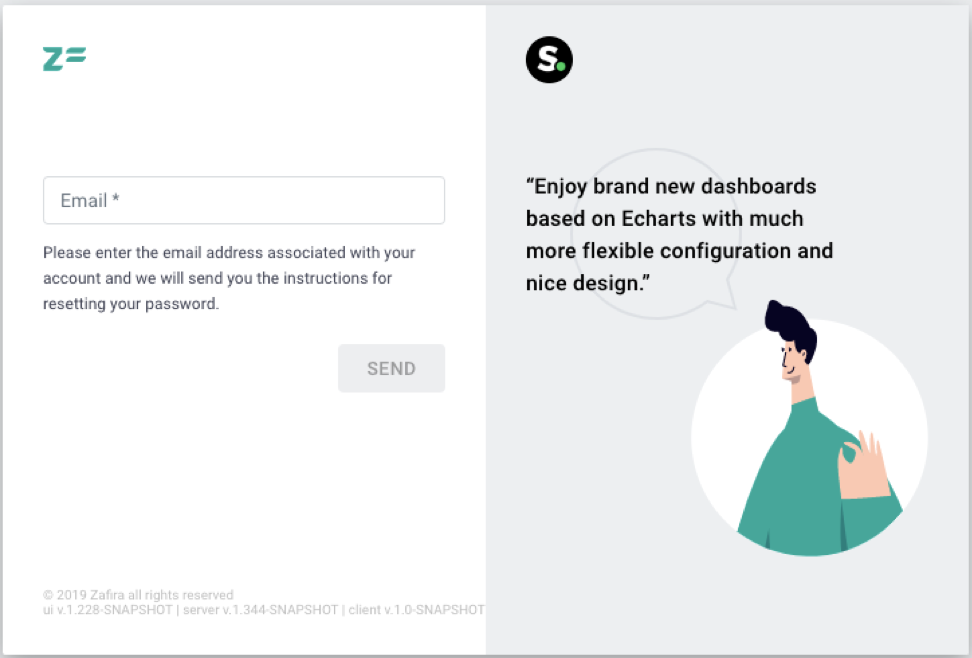 Z=
S.
Email *
Please enter the email address associated with your
account and we will send you the instructions for
resetting your password.
SEND
“Enjoy brand new dashboards
based on Echarts with much
more flexible configuration and
nice design.”
© 2019 Zafira all rights reserved
ui v.1.228-SNAPSHOT | server v.1.344-SNAPSHOT | client v.1.0-SNAPSHOT